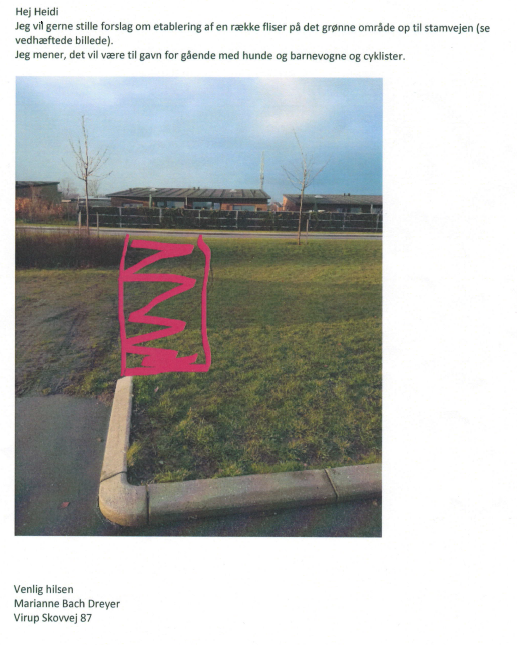 Hej Heidi
Jeg vil gerne stille forslag om etablering af en række fliser på det grønne område op til stamvejen (se
vedhæftede billede).
Jeg mener, det vil være til gavn for gående med hunde og barnevogne og cyklister.
Venlig hilsen
Marianne Bach Dreyer
Virup Skovvej 87